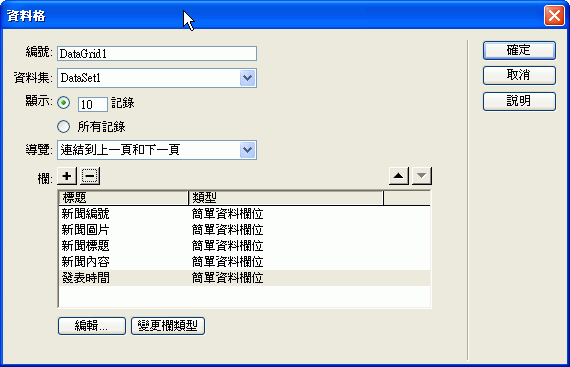 資料格
編號: DataGrid1
確定
資料集: DataSet1
取消
顯示: 10 記錄
說明
所有記錄
導覽: 連結到上一頁和下一頁
欄:
標題 類型
新聞編號 簡單資料欄位
新聞圖片 簡單資料欄位
新聞標題 簡單資料欄位
新聞內容 簡單資料欄位
發表時間 簡單資料欄位
編輯... 變更欄類型